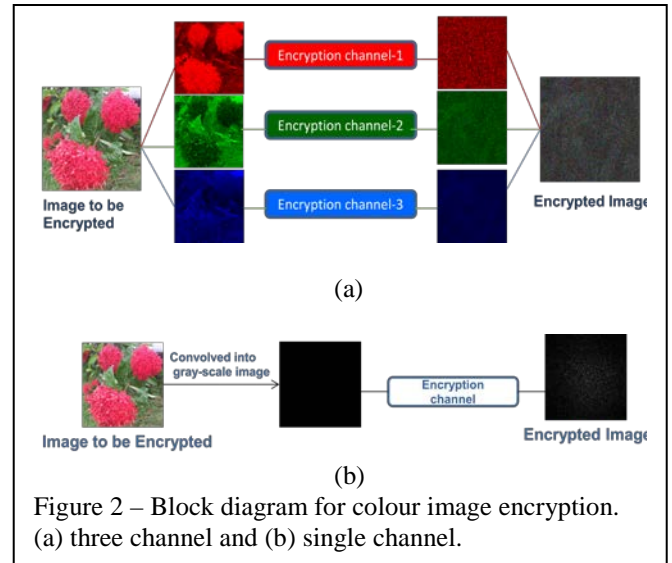 Encryption channel-1
Encryption channel-2
Encryption channel-3
Image to be
Encrypted
Encrypted Image
(a)
Convolved into
gray-scale image
Encryption
channel
Image to be Encrypted
Encrypted Image
(b)
Figure 2 – Block diagram for colour image encryption.
(a) three channel and (b) single channel.